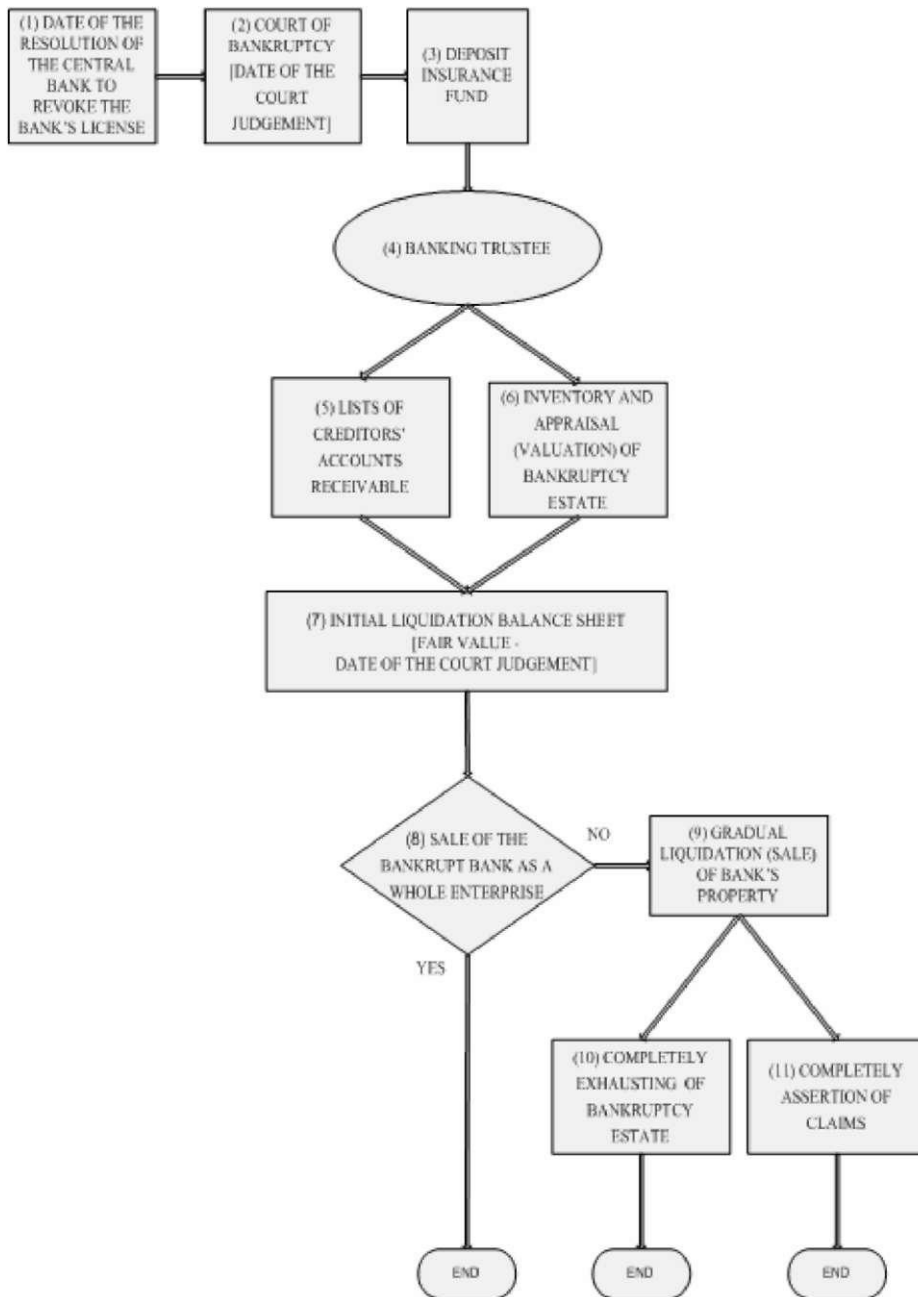 (1) DATE OF THE
RESOLUTION OF
THE CENTRAL
BANK TO
REVOKE THE
BANK'S LICENSE
(2) COURT OF
BANKRUPTCY
[DATE OF THE
COURT
JUDGEMENT]
(3) DEPOSIT
INSURANCE
FUND
(4) BANKING TRUSTEE
(5) LISTS OF
CREDITORS'
ACCOUNTS
RECEIVABLE
(6) INVENTORY AND
APPRAISAL
(VALUATION) OF
BANKRUPTCY
ESTATE
(7) INITIAL LIQUIDATION BALANCE SHEET
[FAIR VALUE -
DATE OF THE COURT JUDGEMENT]
(8) SALE OF THE
BANKRUPT BANK AS A
WHOLE ENTERPRISE
NO
YES
(9) GRADUAL
LIQUIDATION (SALE)
OF BANK'S
PROPERTY
(10) COMPLETELY
EXHAUSTING OF
BANKRUPTCY
ESTATE
(11) COMPLETELY
ASSERTION OF
CLAIMS
END
END
END